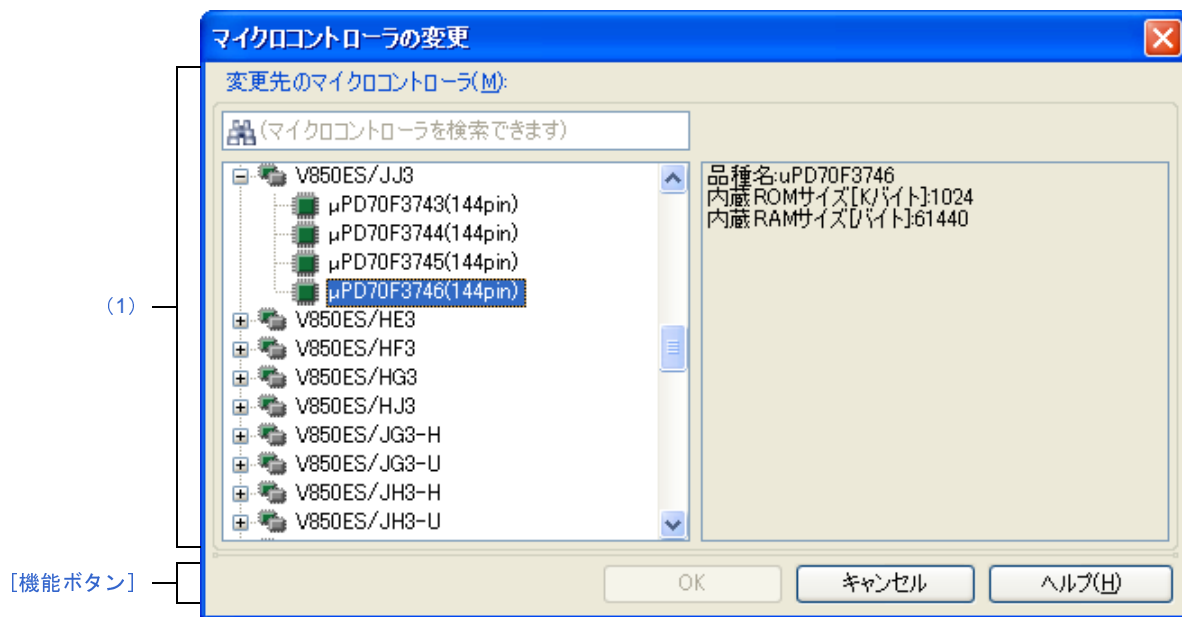 マイクロコントローラの変更
変更先のマイクロコントローラ(M):
(マイクロコントローラを検索できます)
V850ES/JJ3
μPD70F3743(144pin)
μPD70F3744(144pin)
μPD70F3745(144pin)
μPD70F3746(144pin)
V850ES/HE3
V850ES/HF3
V850ES/HG3
V850ES/HJ3
V850ES/JG3-H
V850ES/JG3-U
V850ES/JH3-H
V850ES/JH3-U
品種名:uPD70F3746
内蔵ROMサイズ[Kバイト]:1024
内蔵RAMサイズ[バイト]:61440
(1)
[機能ボタン]
OK
キャンセル
ヘルプ(H)